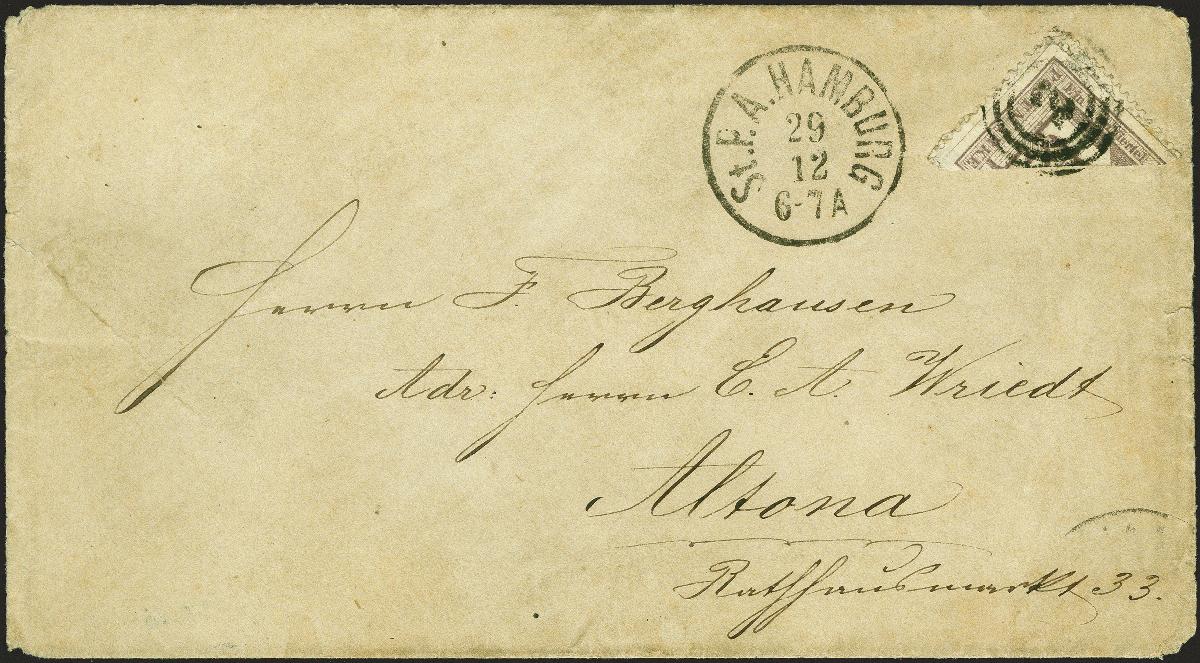 St. P. A. HAMBURG
29
12
6-7A
Herrn F. Berghausen
Adr: Herrn E. A. Wriedt
Altona
Rathhausmarkt 33.